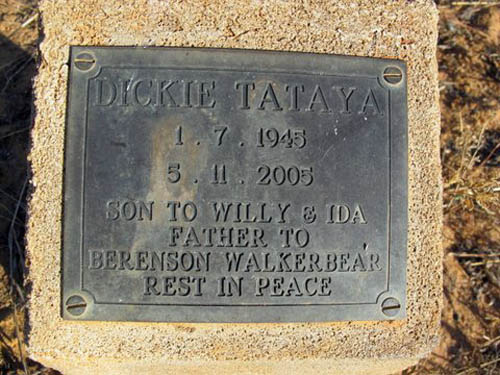 DICKIE TATAYA
1 . 7 . 1945
5 . 11 . 2005
SON TO WILLY & IDA
FATHER TO
BERENSON WALKERBEAR
REST IN PEACE